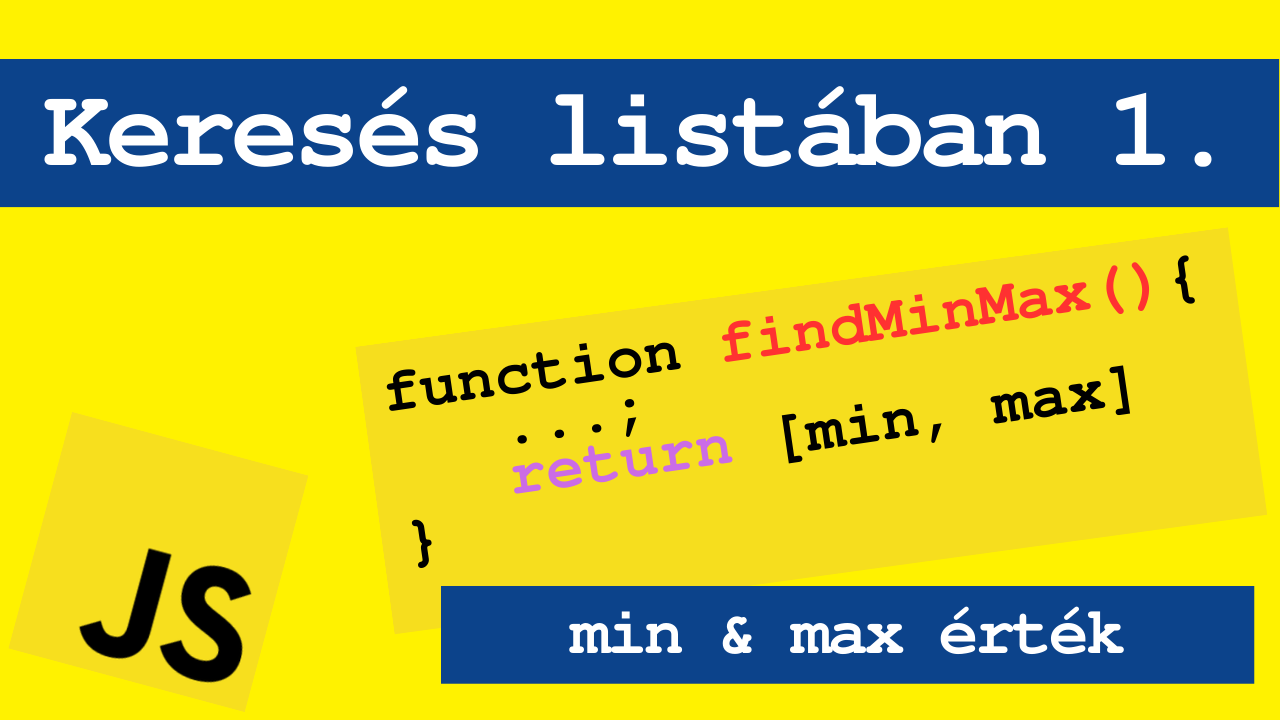 Keresés listában 1.
function findMinMax(){
...;
return [min, max]
}
JS
min & max érték